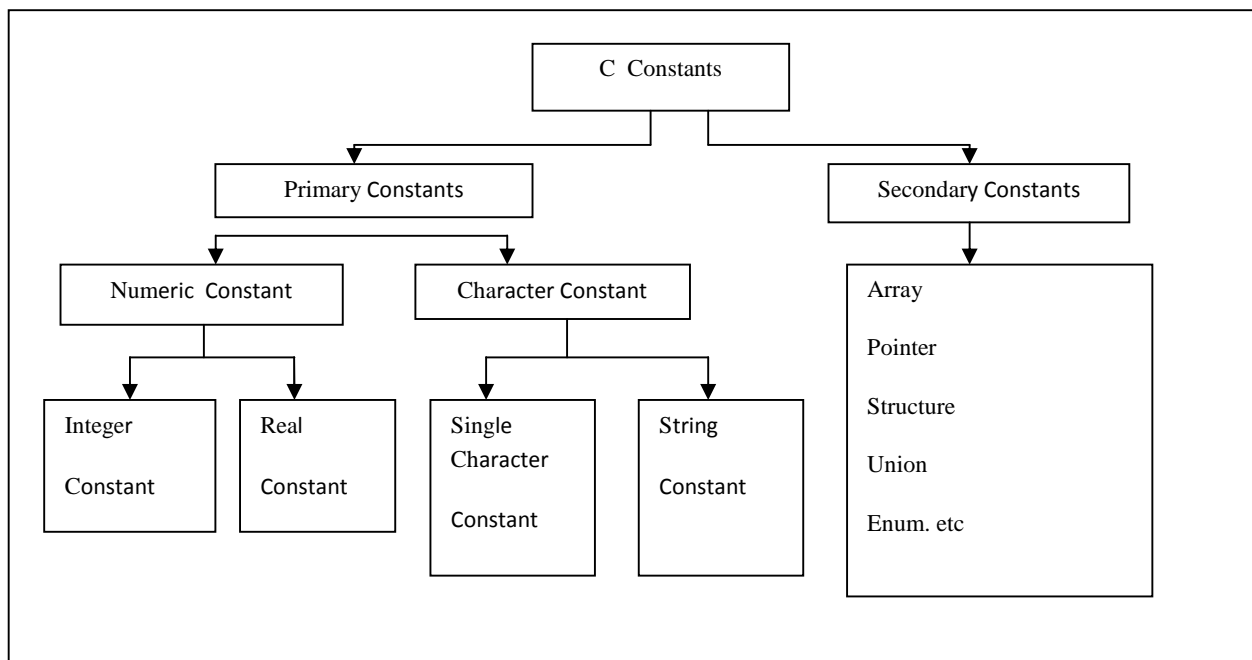 C Constants
Primary Constants
Secondary Constants
Numeric Constant
Character Constant
Integer
Constant
Real
Constant
Single
Character
Constant
String
Constant
Array
Pointer
Structure
Union
Enum. etc